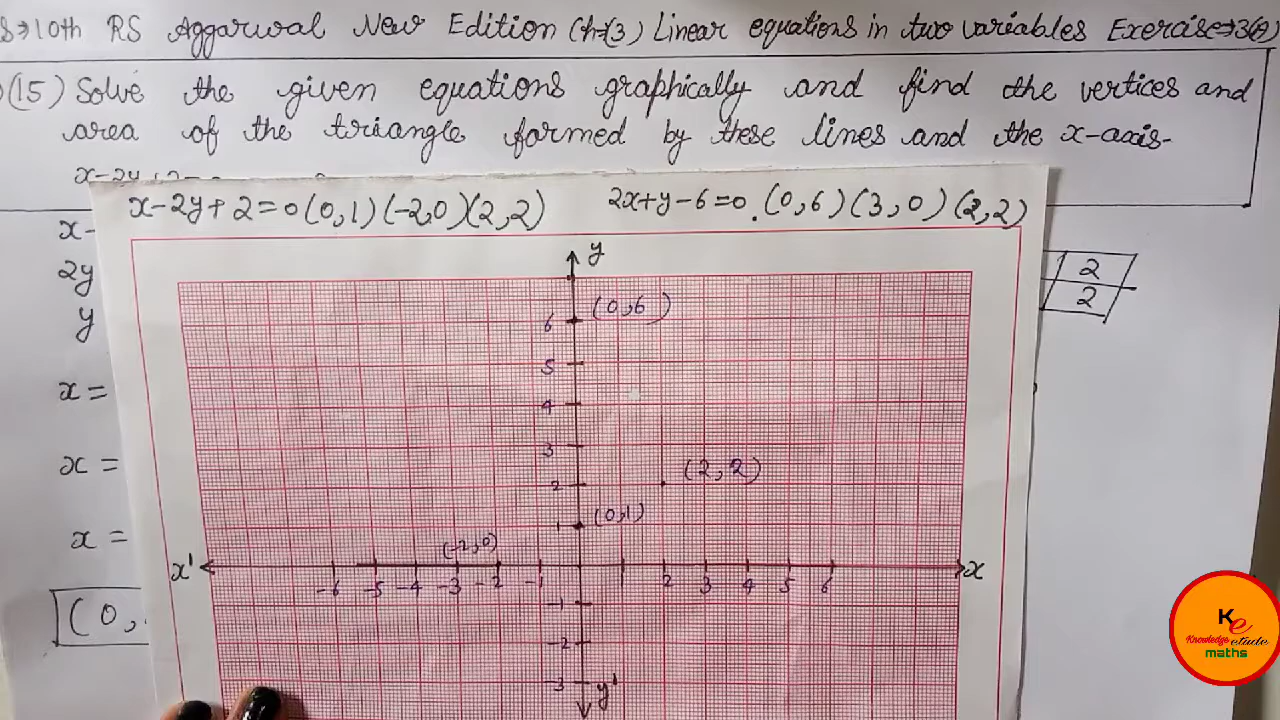 10th RS Aggarwal New Edition Ch-(3) Linear equations in two variables Exercise→3(A)
(15) Solve the given equations graphically and find the vertices and
area of the triangle formed by these lines and the x-axis-
x-2y+2=0 (0,1) (-2,0) (2,2) 2x+y-6=0. (0,6) (3,0) (2,2)
x-
2y
y
x=
x=
x=
(0,
2
2
y
(0,6)
6
5
4
3
(2,2)
2
(0,1)
1
(-2,0)
x' x
-6 -5 -4 -3 -2 -1 2 3 4 5 6
-1
-2
-3
y'
Ke
Knowledge etude
maths